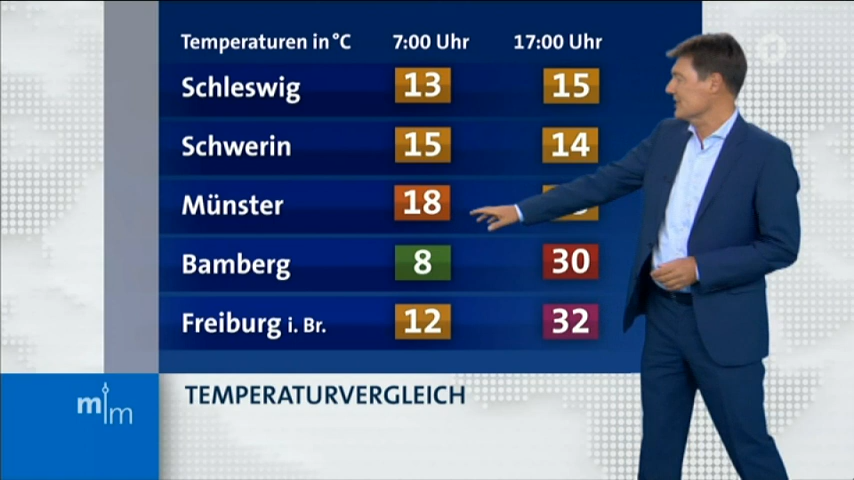 Temperaturen in °C 7:00 Uhr 17:00 Uhr
Schleswig 13 15
Schwerin 15 14
Münster 18
Bamberg 8 30
Freiburg i. Br. 12 32
TEMPERATURVERGLEICH
m m
1